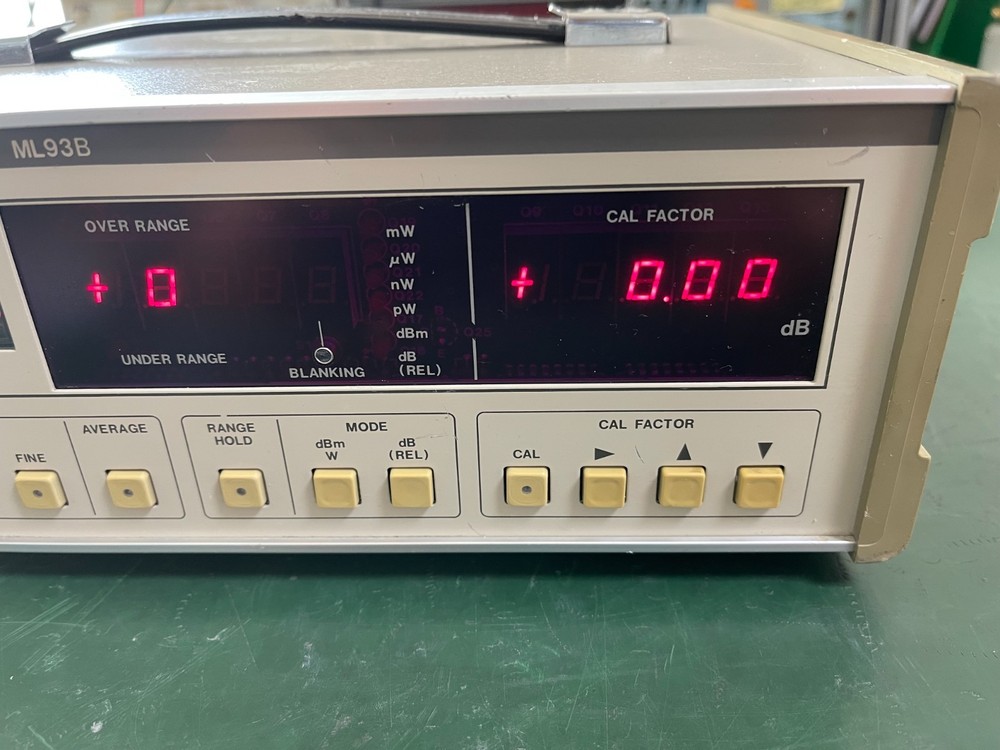 ML93B
OVER RANGE
+ 0
UNDER RANGE
BLANKING
mW
μW
nW
pW
dBm
dB
(REL)
CAL FACTOR
+ 0.00
dB
FINE
AVERAGE
RANGE
HOLD
MODE
dBm
W
dB
(REL)
CAL FACTOR
CAL